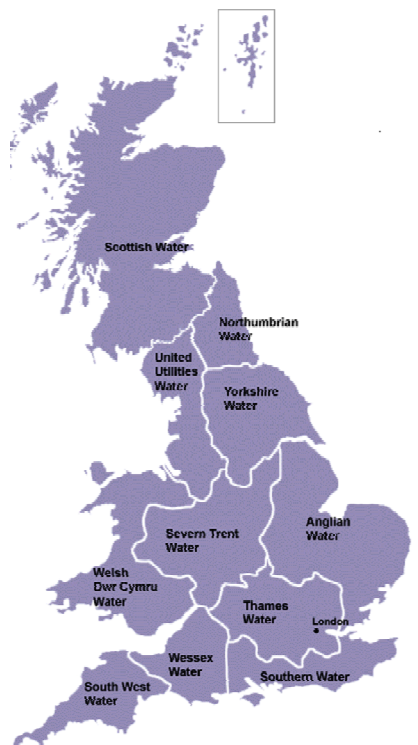 Scottish Water
Northumbrian
Water
United
Utilities
Water
Yorkshire
Water
Anglian
Water
Severn Trent
Water
Welsh
Dwr Cymru
Water
Thames
Water
London
Wessex
Water
Southern Water
South West
Water